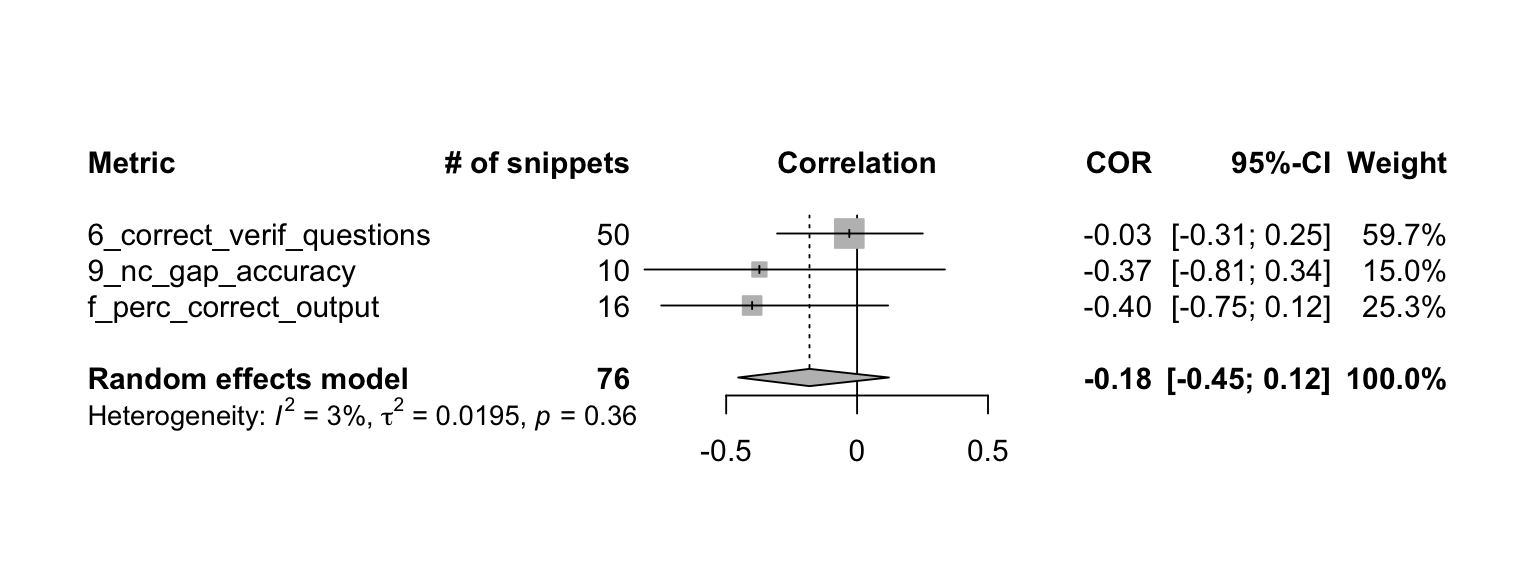 Metric # of snippets Correlation COR 95%-CI Weight
6_correct_verif_questions 50 -0.03 [-0.31; 0.25] 59.7%
9_nc_gap_accuracy 10 -0.37 [-0.81; 0.34] 15.0%
f_perc_correct_output 16 -0.40 [-0.75; 0.12] 25.3%
Random effects model 76 -0.18 [-0.45; 0.12] 100.0%
Heterogeneity: I² = 3%, τ² = 0.0195, p = 0.36
-0.5 0 0.5